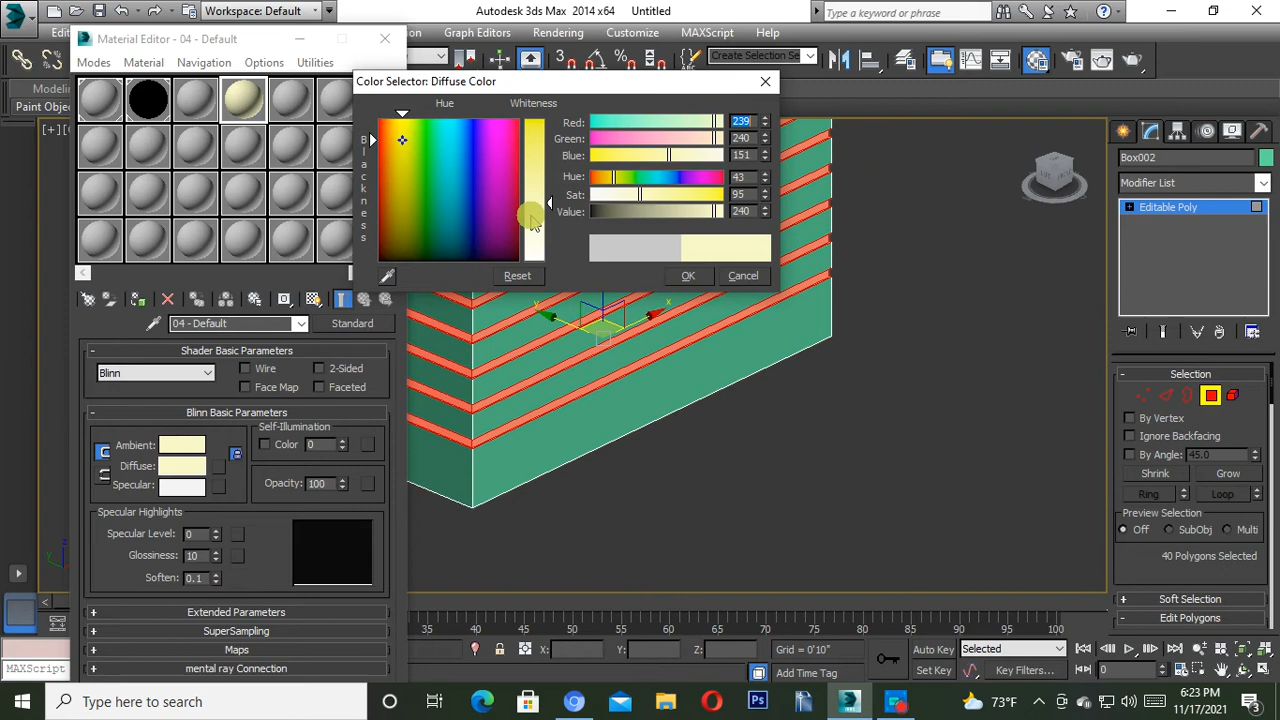 Workspace: Default
Autodesk 3ds Max 2014 x64
Untitled
Type a keyword or phrase
Graph Editors
Rendering
Customize
MAXScript
Help
Create Selection Se
Material Editor - 04 - Default
Modes
Material
Navigation
Options
Utilities
Paint Obje
Color Selector: Diffuse Color
Hue
Whiteness
Blackness
Red:
239
Green:
240
Blue:
151
Hue:
43
Sat:
95
Value:
240
Reset
OK
Cancel
04 - Default
Standard
Shader Basic Parameters
Blinn
Wire
2-Sided
Face Map
Faceted
Blinn Basic Parameters
Self-Illumination
Ambient:
Color
0
Diffuse:
Specular:
Opacity:
100
Specular Highlights
Specular Level:
0
Glossiness:
10
Soften:
0.1
Extended Parameters
SuperSampling
Maps
mental ray Connection
y
x
Box002
Modifier List
Editable Poly
Selection
By Vertex
Ignore Backfacing
By Angle:
45.0
Shrink
Grow
Ring
Loop
Preview Selection
Off
SubObj
Multi
40 Polygons Selected
Soft Selection
Edit Polygons
35
40
45
50
55
60
65
70
75
80
85
90
95
100
X:
Y:
Z:
Grid = 0'10"
Add Time Tag
Auto Key
Selected
Set Key
Key Filters...
0
MAXScript
Type here to search
Ps
73°F
6:23 PM
11/17/2021